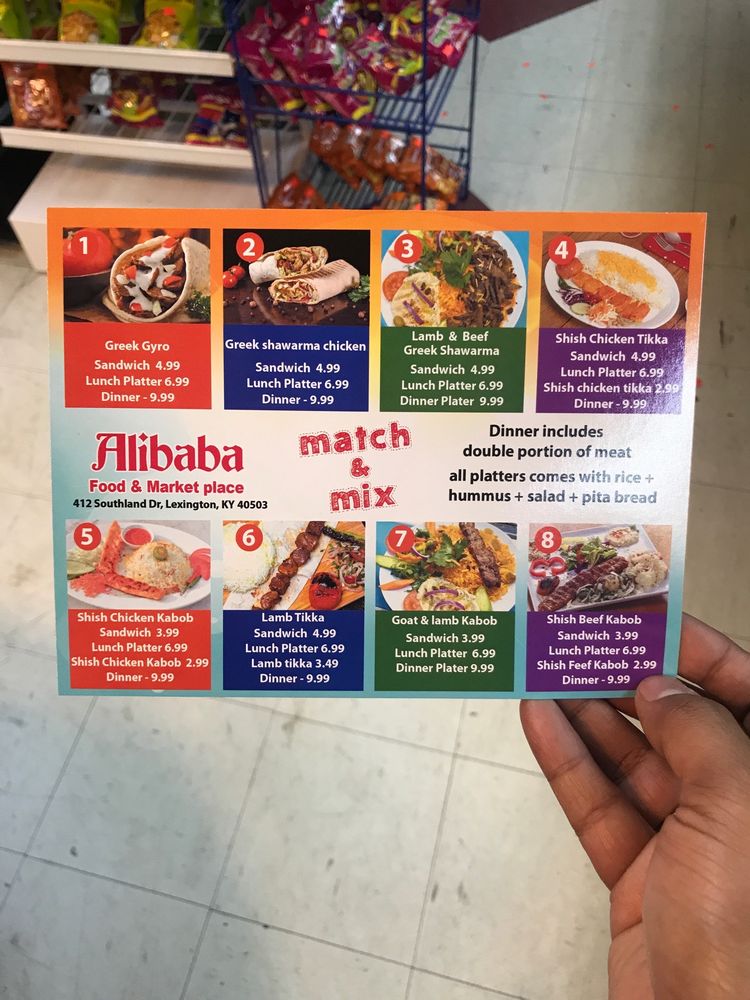 1
Greek Gyro
Sandwich 4.99
Lunch Platter 6.99
Dinner - 9.99
2
Greek shawarma chicken
Sandwich 4.99
Lunch Platter 6.99
Dinner - 9.99
3
Lamb & Beef
Greek Shawarma
Sandwich 4.99
Lunch Platter 6.99
Dinner Plater 9.99
4
Shish Chicken Tikka
Sandwich 4.99
Lunch Platter 6.99
Shish chicken tikka 2.99
Dinner - 9.99
Alibaba
Food & Market place
412 Southland Dr, Lexington, KY 40503
match
&
mix
Dinner includes
double portion of meat
all platters comes with rice +
hummus + salad + pita bread
5
Shish Chicken Kabob
Sandwich 3.99
Lunch Platter 6.99
Shish Chicken Kabob 2.99
Dinner - 9.99
6
Lamb Tikka
Sandwich 4.99
Lunch Platter 6.99
Lamb tikka 3.49
Dinner - 9.99
7
Goat & lamb Kabob
Sandwich 3.99
Lunch Platter 6.99
Dinner Plater 9.99
8
Shish Beef Kabob
Sandwich 3.99
Lunch Platter 6.99
Shish Feef Kabob 2.99
Dinner - 9.99